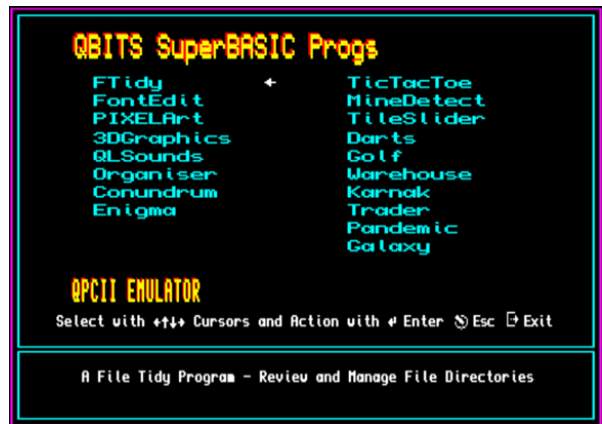 QBITS SuperBASIC Progs
FTidy ← TicTacToe
FontEdit MineDetect
PIXELArt TileSlider
3DGraphics Darts
QLSounds Golf
Organiser Warehouse
Conundrum Karnak
Enigma Trader
Pandemic
Galaxy
QPCII EMULATOR
Select with ←↑↓→ Cursors and Action with ↵ Enter Esc Exit
A File Tidy Program - Review and Manage File Directories